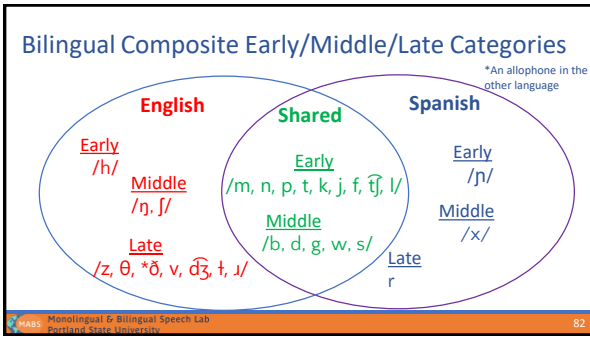 Bilingual Composite Early/Middle/Late Categories
*An allophone in the
other language
English
Early
/h/
Middle
/ŋ, ʃ/
Late
/z, θ, *ð, v, d͡ʒ, ɫ, ɹ/
Shared
Early
/m, n, p, t, k, j, f, t͡ʃ, l/
Middle
/b, d, g, w, s/
Spanish
Early
/ɲ/
Middle
/x/
Late
r
MABS
Monolingual & Bilingual Speech Lab
Portland State University
82